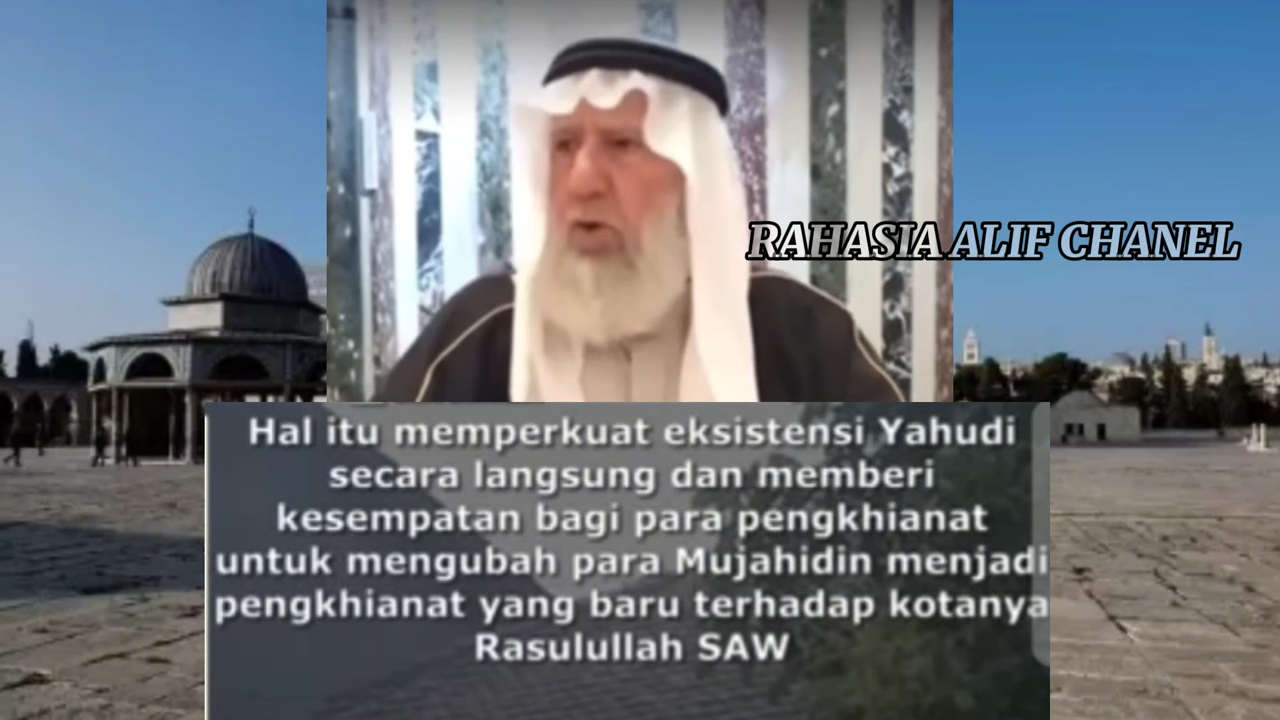 RAHASIA ALIF CHANEL
Hal itu memperkuat eksistensi Yahudi
secara langsung dan memberi
kesempatan bagi para pengkhianat
untuk mengubah para Mujahidin menjadi
pengkhianat yang baru terhadap kotanya
Rasulullah SAW